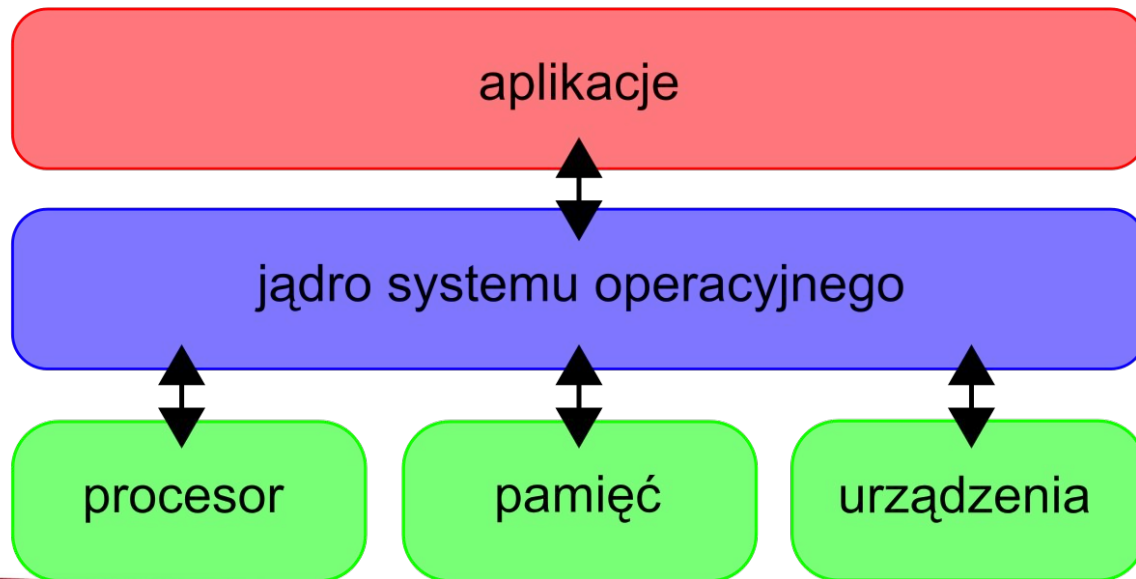 aplikacje
jądro systemu operacyjnego
procesor
pamięć
urządzenia